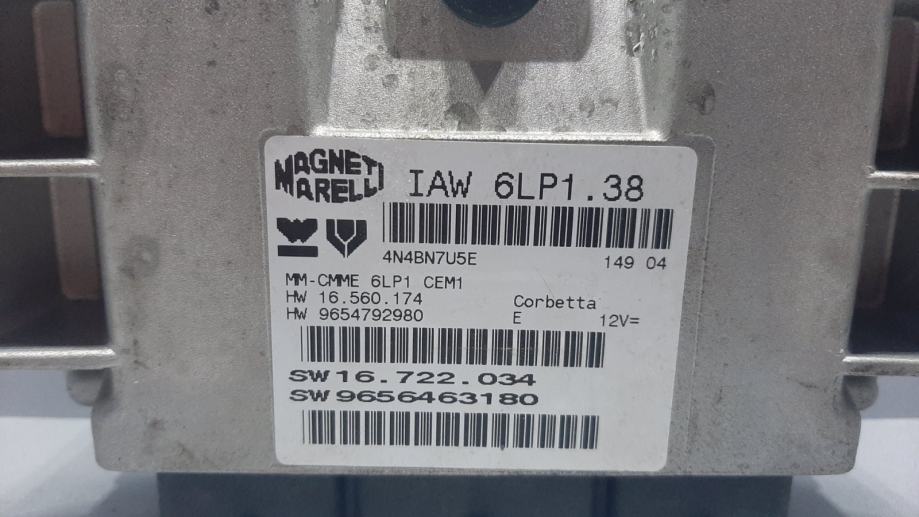 MAGNETI MARELLI
IAW 6LP1.38
4N4BN7U5E 149 04
MM-CMME 6LP1 CEM1
HW 16.560.174 Corbetta
HW 9654792980 E 12V=
SW 16.722.034
SW 9656463180